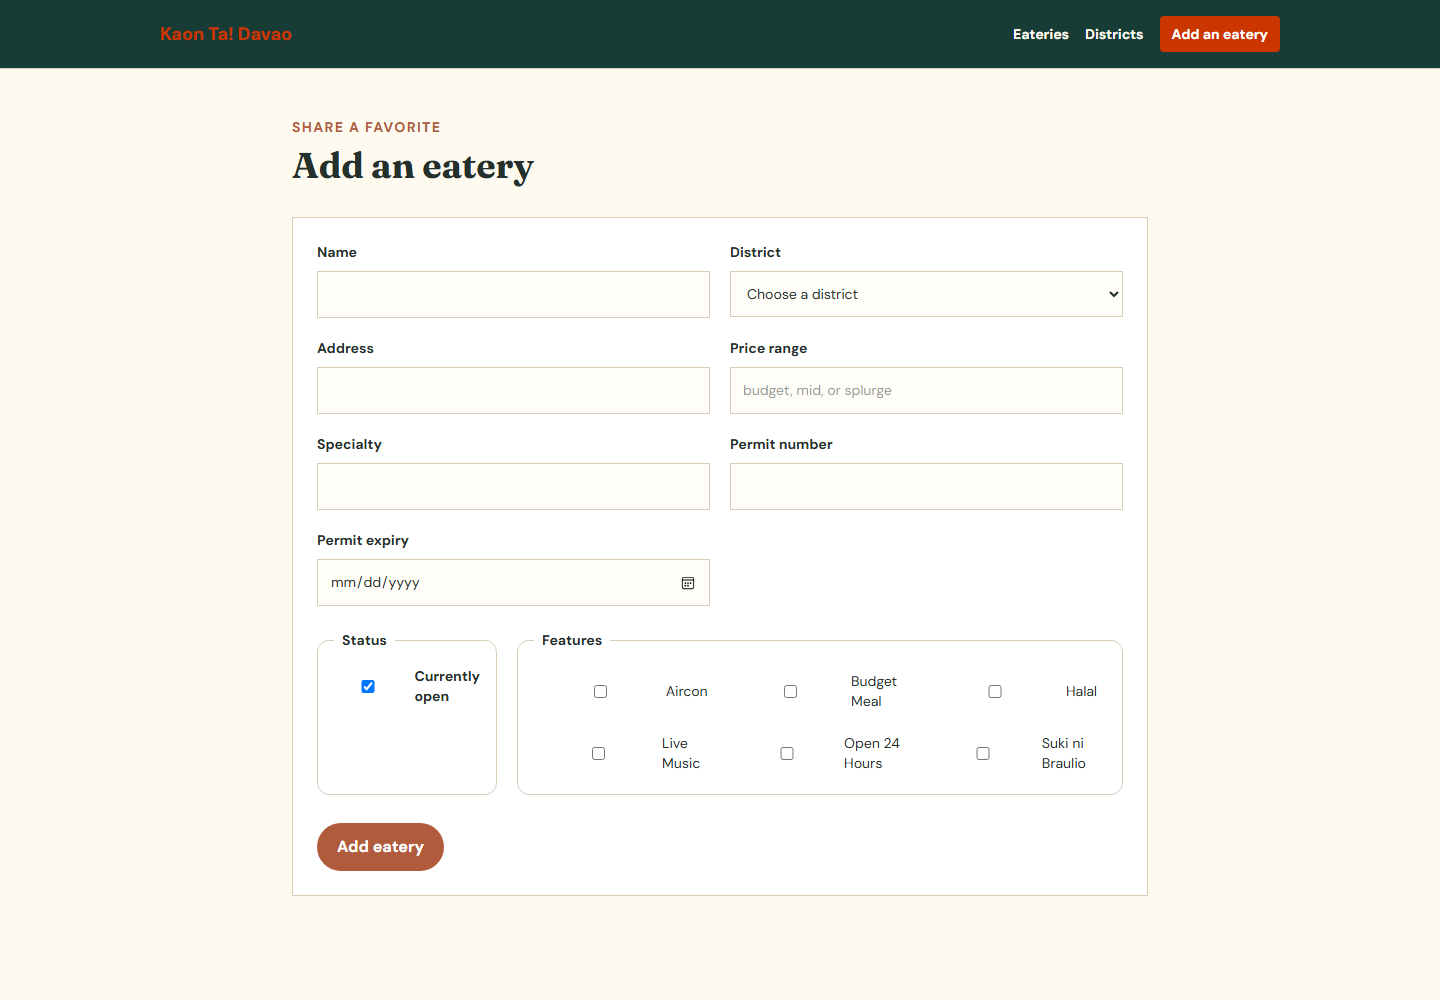 Kaon Ta! Davao
Eateries Districts Add an eatery
SHARE A FAVORITE
Add an eatery
Name
District
Choose a district
Address
Price range
budget, mid, or splurge
Specialty
Permit number
Permit expiry
mm/dd/yyyy
Status
Currently
open
Features
Aircon
Budget
Meal
Halal
Live
Music
Open 24
Hours
Suki ni
Braulio
Add eatery